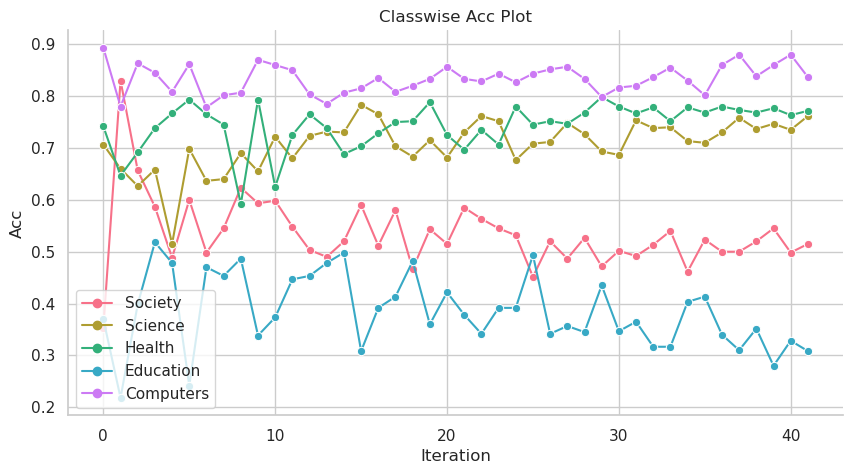 Classwise Acc Plot
Acc
0.9
0.8
0.7
0.6
0.5
0.4
0.3
0.2
Society
Science
Health
Education
Computers
0 10 20 30 40
Iteration